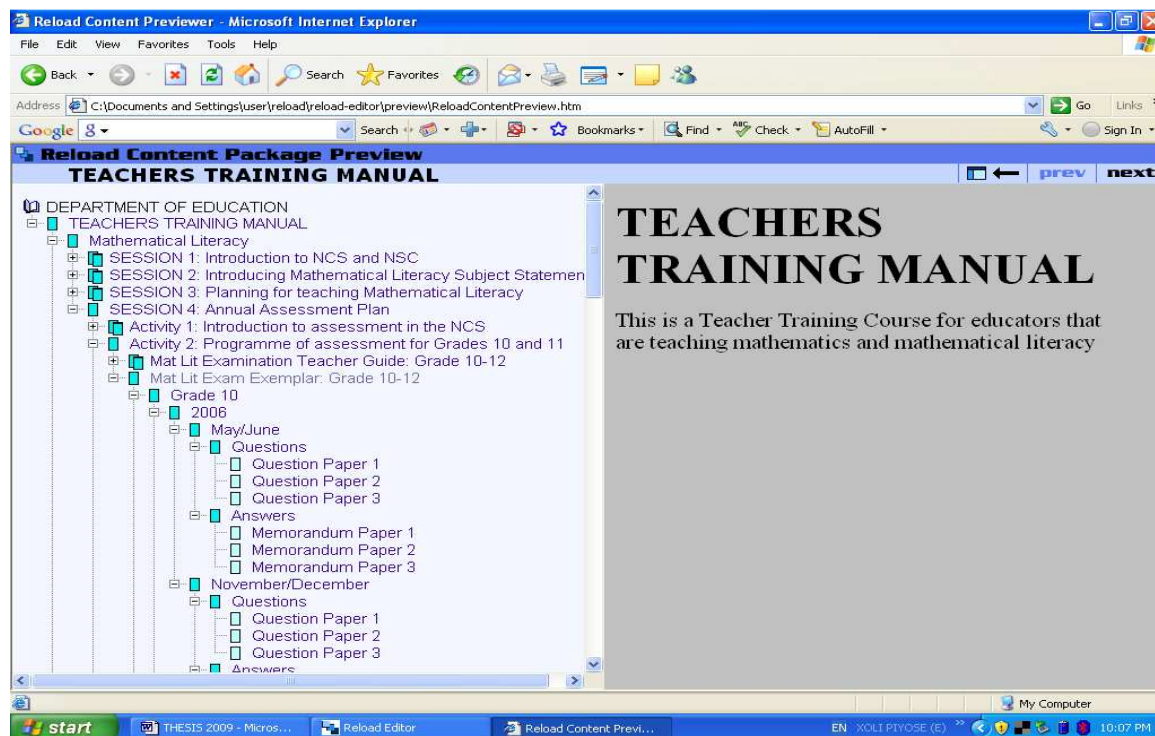 Reload Content Previewer - Microsoft Internet Explorer
File Edit View Favorites Tools Help
Back Search Favorites
Address C:\Documents and Settings\user\reload\reload-editor\preview\ReloadContentPreview.htm Go Links
Google Search Bookmarks Find Check AutoFill Sign In
Reload Content Package Preview
TEACHERS TRAINING MANUAL prev next
DEPARTMENT OF EDUCATION
TEACHERS TRAINING MANUAL
Mathematical Literacy
SESSION 1: Introduction to NCS and NSC
SESSION 2: Introducing Mathematical Literacy Subject Statemen
SESSION 3: Planning for teaching Mathematical Literacy
SESSION 4: Annual Assessment Plan
Activity 1: Introduction to assessment in the NCS
Activity 2: Programme of assessment for Grades 10 and 11
Mat Lit Examination Teacher Guide: Grade 10-12
Mat Lit Exam Exemplar: Grade 10-12
Grade 10
2006
May/June
Questions
Question Paper 1
Question Paper 2
Question Paper 3
Answers
Memorandum Paper 1
Memorandum Paper 2
Memorandum Paper 3
November/December
Questions
Question Paper 1
Question Paper 2
Question Paper 3
Answers
TEACHERS
TRAINING MANUAL
This is a Teacher Training Course for educators that
are teaching mathematics and mathematical literacy
My Computer
start THESIS 2009 - Micros... Reload Editor Reload Content Previ... EN XOLI PIYOSE (E) 10:07 PM